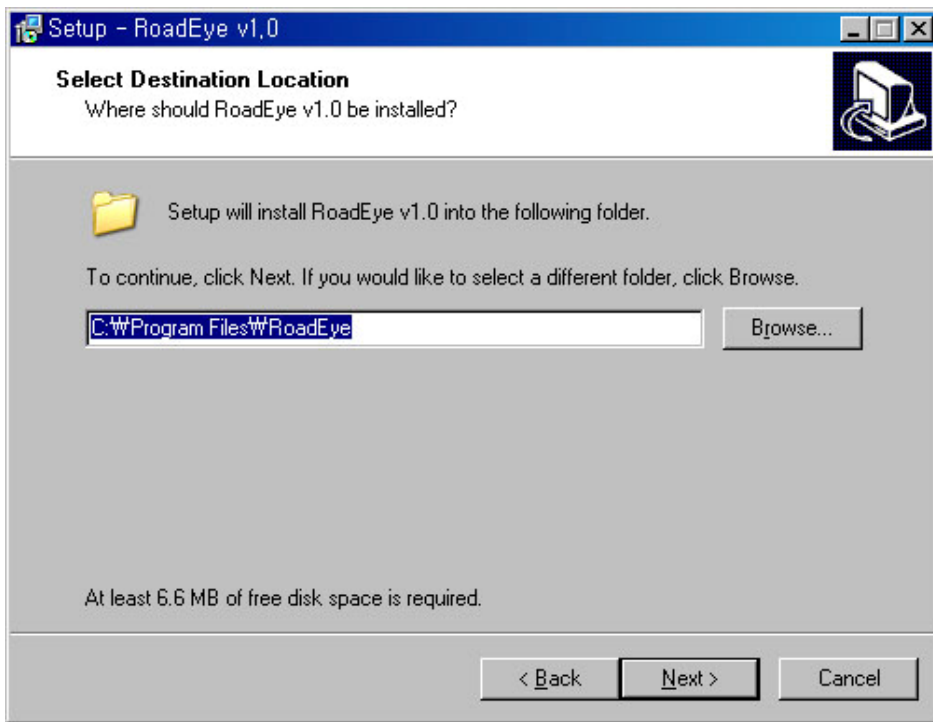 Setup - RoadEye v1,0
Select Destination Location
Where should RoadEye v1.0 be installed?
Setup will install RoadEye v1.0 into the following folder.
To continue, click Next. If you would like to select a different folder, click Browse.
C:₩Program Files₩RoadEye
Browse...
At least 6.6 MB of free disk space is required.
< Back
Next >
Cancel